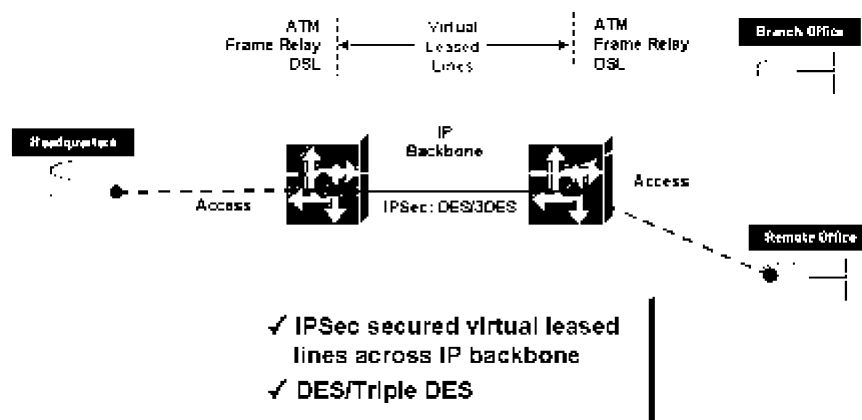 ATM
Frame Relay
DSL
Virtual
Leased
Lines
ATM
Frame Relay
DSL
Branch Office
Headquarters
IP
Backbone
Access
IPSec: DES/3DES
Access
Remote Office
✓ IPSec secured virtual leased
lines across IP backbone
✓ DES/Triple DES